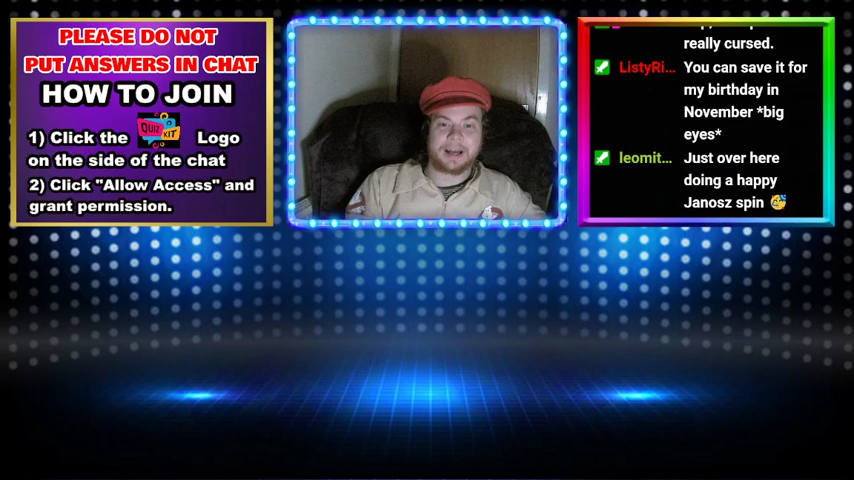 PLEASE DO NOT
PUT ANSWERS IN CHAT
HOW TO JOIN
1) Click the QUIZ KIT Logo
on the side of the chat
2) Click "Allow Access" and
grant permission.
really cursed.
ListyRi... You can save it for
my birthday in
November *big
eyes*
leomit... Just over here
doing a happy
Janosz spin 🥳